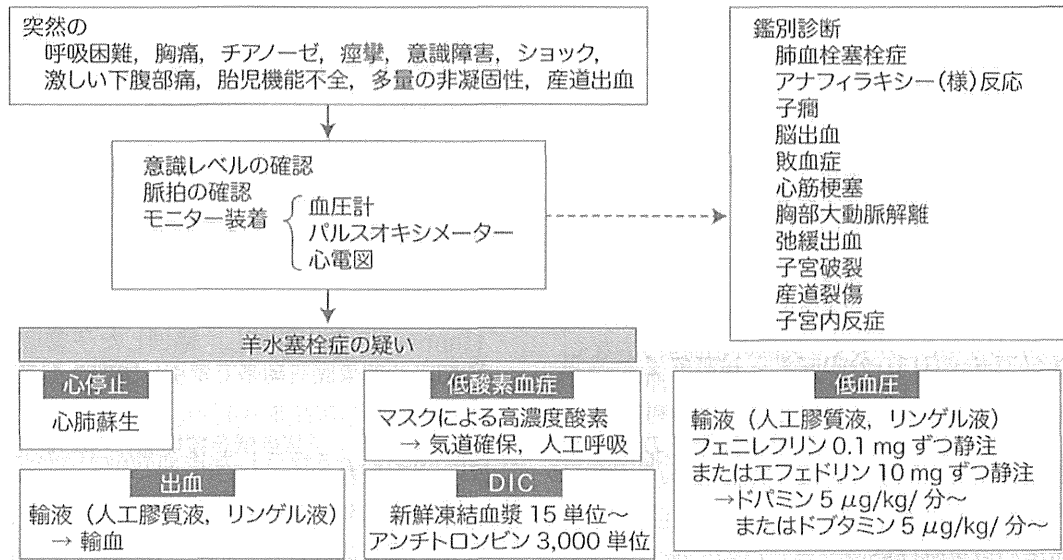 突然の
呼吸困難，胸痛，チアノーゼ，痙攣，意識障害，ショック，
激しい下腹部痛，胎児機能不全，多量の非凝固性，産道出血
意識レベルの確認
脈拍の確認
モニター装着
血圧計
パルスオキシメーター
心電図
鑑別診断
肺血栓塞栓症
アナフィラキシー（様）反応
子癇
脳出血
敗血症
心筋梗塞
胸部大動脈解離
弛緩出血
子宮破裂
産道裂傷
子宮内反症
羊水塞栓症の疑い
心停止
心肺蘇生
低酸素血症
マスクによる高濃度酸素
→ 気道確保，人工呼吸
低血圧
輸液（人工膠質液，リンゲル液）
フェニレフリン 0.1 mg ずつ静注
またはエフェドリン 10 mg ずつ静注
→ドパミン 5 μg/kg/ 分～
またはドブタミン 5 μg/kg/ 分～
出血
輸液（人工膠質液，リンゲル液）
→ 輸血
DIC
新鮮凍結血漿 15 単位～
アンチトロンビン 3,000 単位